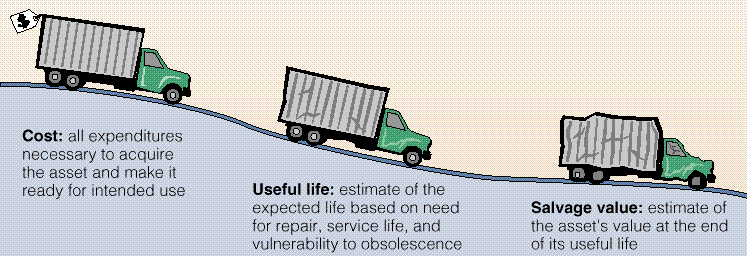 $
Cost: all expenditures
necessary to acquire
the asset and make it
ready for intended use
Useful life: estimate of the
expected life based on need
for repair, service life, and
vulnerability to obsolescence
Salvage value: estimate of
the asset's value at the end
of its useful life